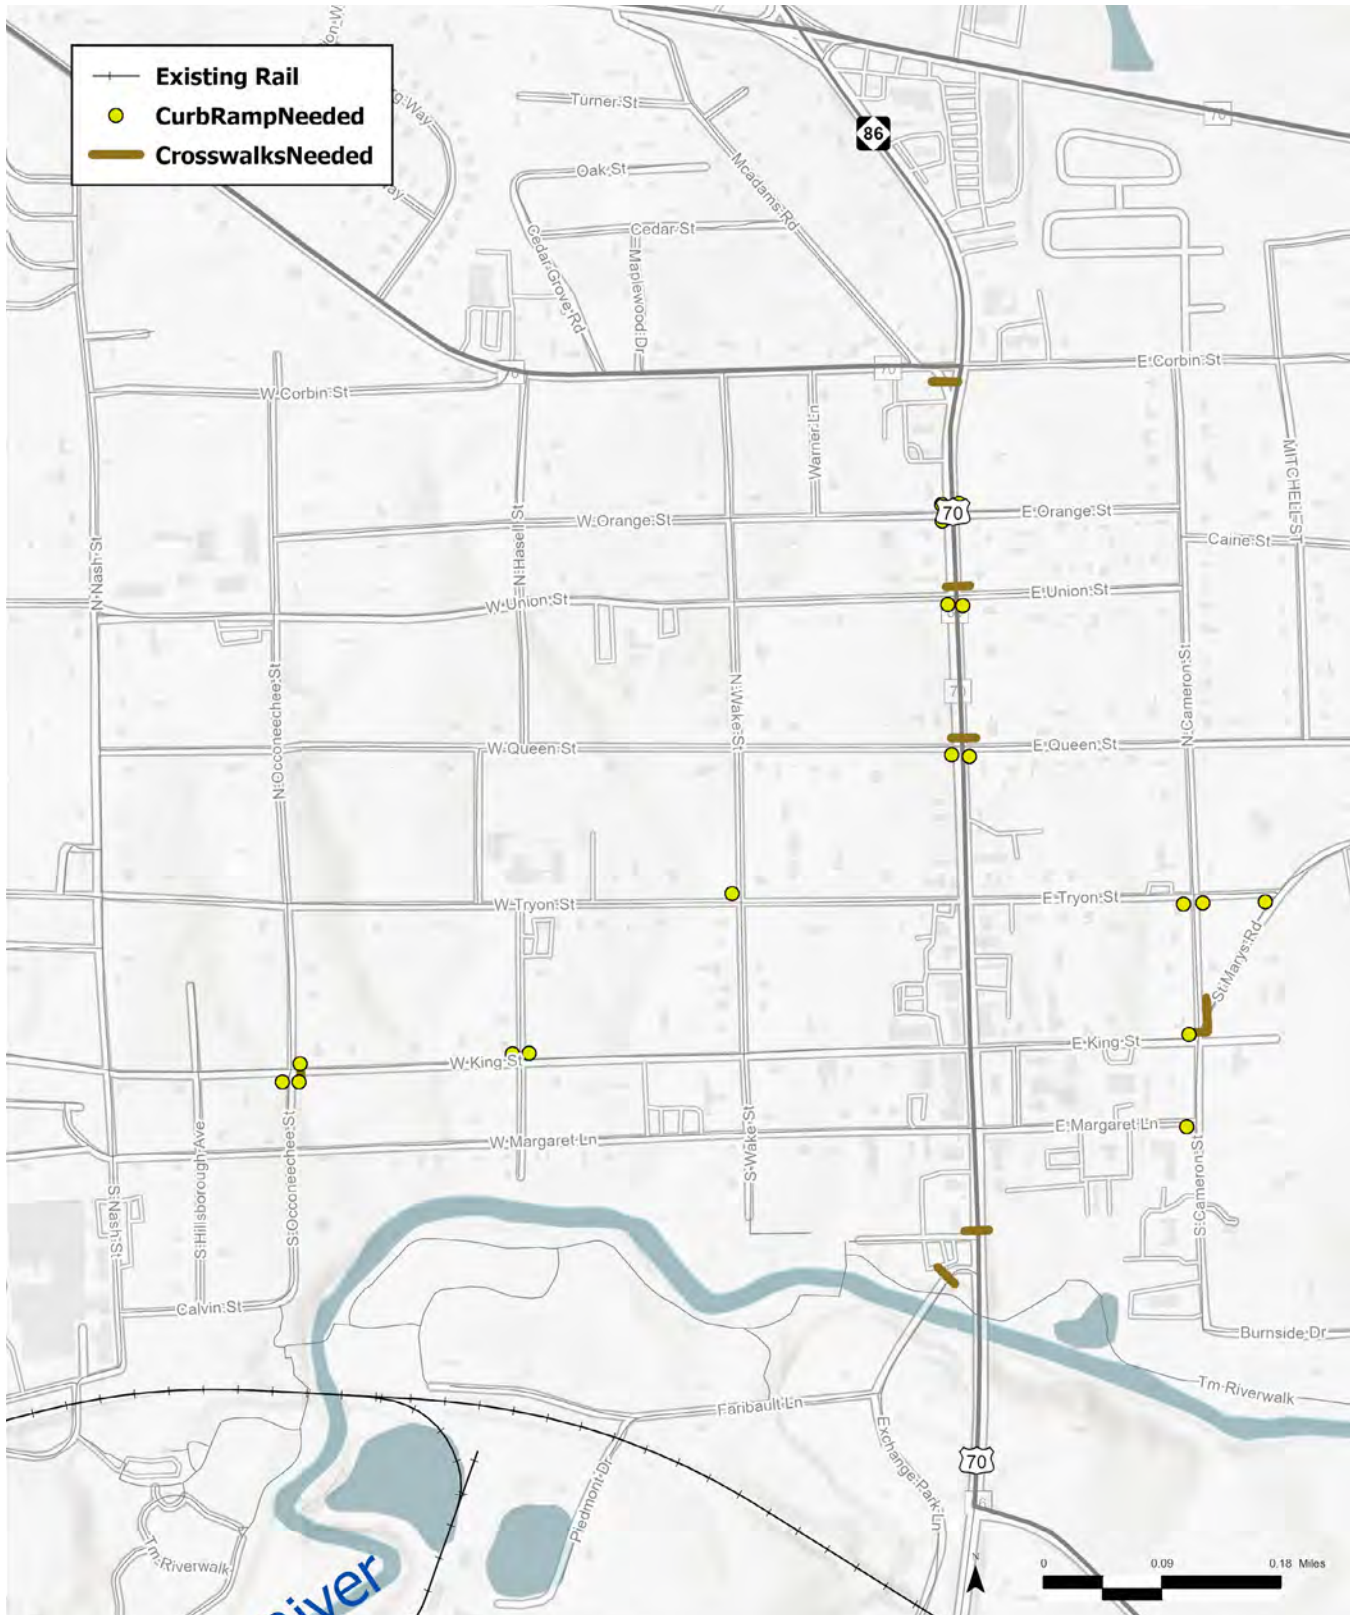 Existing Rail
CurbRampNeeded
CrosswalksNeeded
Turner St
86
70
Oak St
Mcadams Rd
Cedar St
Cedar Grove Rd
Maplewood Dr
E Corbin St
70
W Corbin St
Warner Ln
MITCHELL ST
N Hasell St
W Orange St
70
E Orange St
Cairie St
N Nash St
W Union St
E Union St
N Occoneechee St
N Wake St
N Cameron St
W Queen St
E Queen St
W Tryon St
E Tryon St
St Marys Rd
W King St
E King St
W Margaret Ln
E Margaret Ln
S Hillsborough Ave
S Occoneechee St
S Wake St
S Nash St
S Cameron St
Calvin St
Burnside Dr
Tm Riverwalk
Faribault Ln
Exchange Park Ln
70
Piedmont Dr
Tm Riverwalk
0 0.09 0.18 Miles